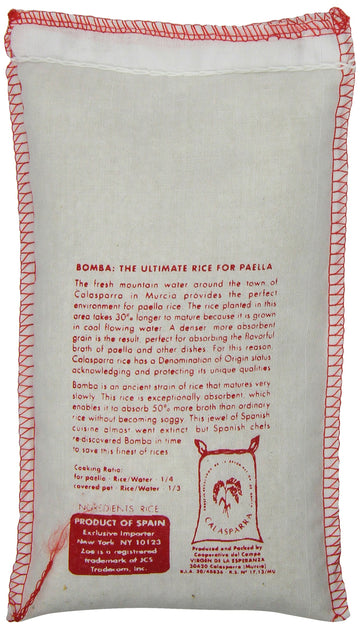 BOMBA: THE ULTIMATE RICE FOR PAELLA
The fresh mountain water around the town of
Calasparra in Murcia provides the perfect
environment for paella rice. The rice planted in this
area takes 30% longer to mature because it is grown
in cool flowing water. A denser more absorbent
grain is the result, perfect for absorbing the flavorful
broth of paella and other dishes. For this reason,
Calasparra rice has a Denomination of Origin status
acknowledging and protecting its unique qualities
Bomba is an ancient strain of rice that matures very
slowly. This rice is exceptionally absorbent, which
enables it to absorb 50% more broth than ordinary
rice without becoming soggy. This jewel of Spanish
cuisine almost went extinct, but Spanish chefs
rediscovered Bomba in time
to save this finest of rices
Cooking Ratio:
for paella - Rice/Water - 1/4
covered pot - Rice/Water - 1/3
INGREDIENTS: RICE
PRODUCT OF SPAIN
Exclusive Importer
New York NY 10123
Zoe is a registered
trademark of JCS
Tradecom, Inc.
CALASPARRA
Produced and Packed by
Cooperativa del Campo
VIRGEN DE LA ESPERANZA
30420 Calasparra (Murcia)